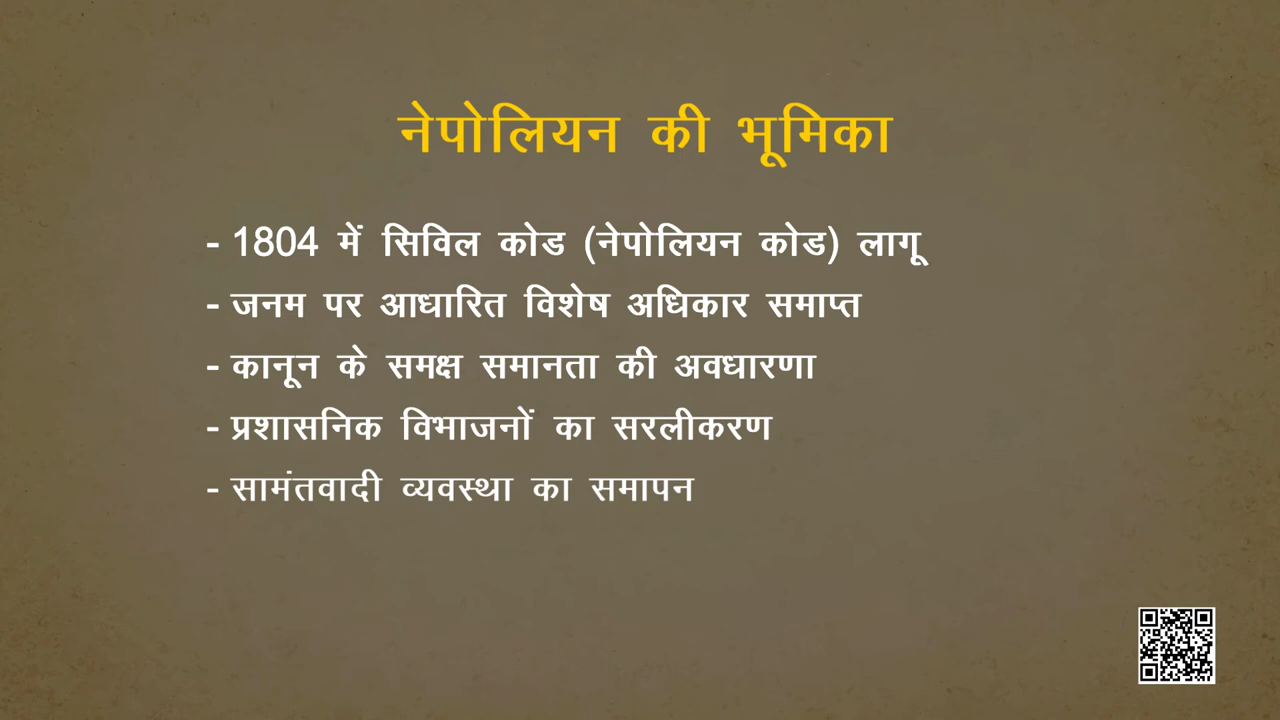 नेपोलियन की भूमिका
- 1804 में सिविल कोड (नेपोलियन कोड) लागू
- जनम पर आधारित विशेष अधिकार समाप्त
- कानून के समक्ष समानता की अवधारणा
- प्रशासनिक विभाजनों का सरलीकरण
- सामंतवादी व्यवस्था का समापन